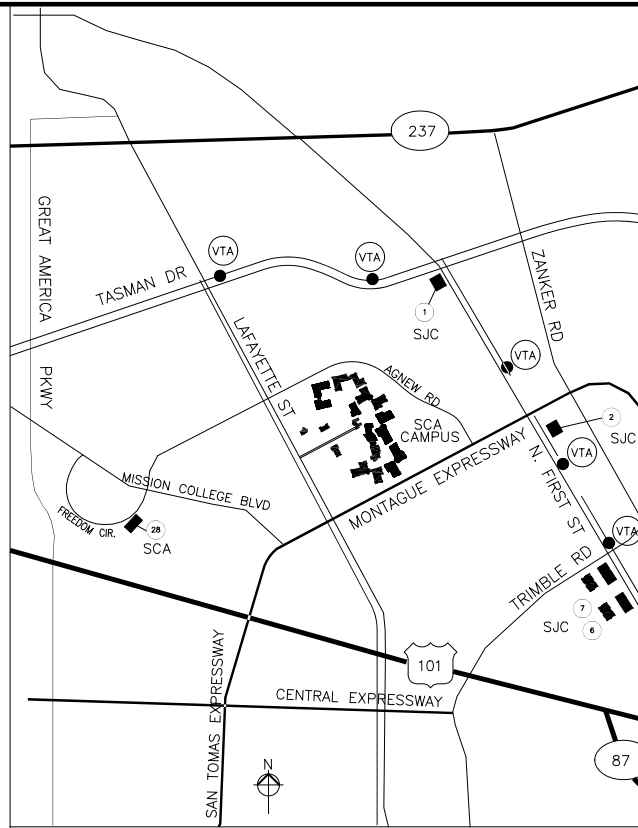 237
GREAT AMERICA PKWY
VTA
VTA
ZANKER RD
TASMAN DR
1
SJC
LAFAYETTE ST
VTA
AGNEW RD
SCA
CAMPUS
2
SJC
MONTAGUE EXPRESSWAY
N. FIRST ST
VTA
MISSION COLLEGE BLVD
FREEDOM CIR.
28
SCA
VTA
TRIMBLE RD
7
SJC
6
101
SAN TOMAS EXPRESSWAY
CENTRAL EXPRESSWAY
N
87